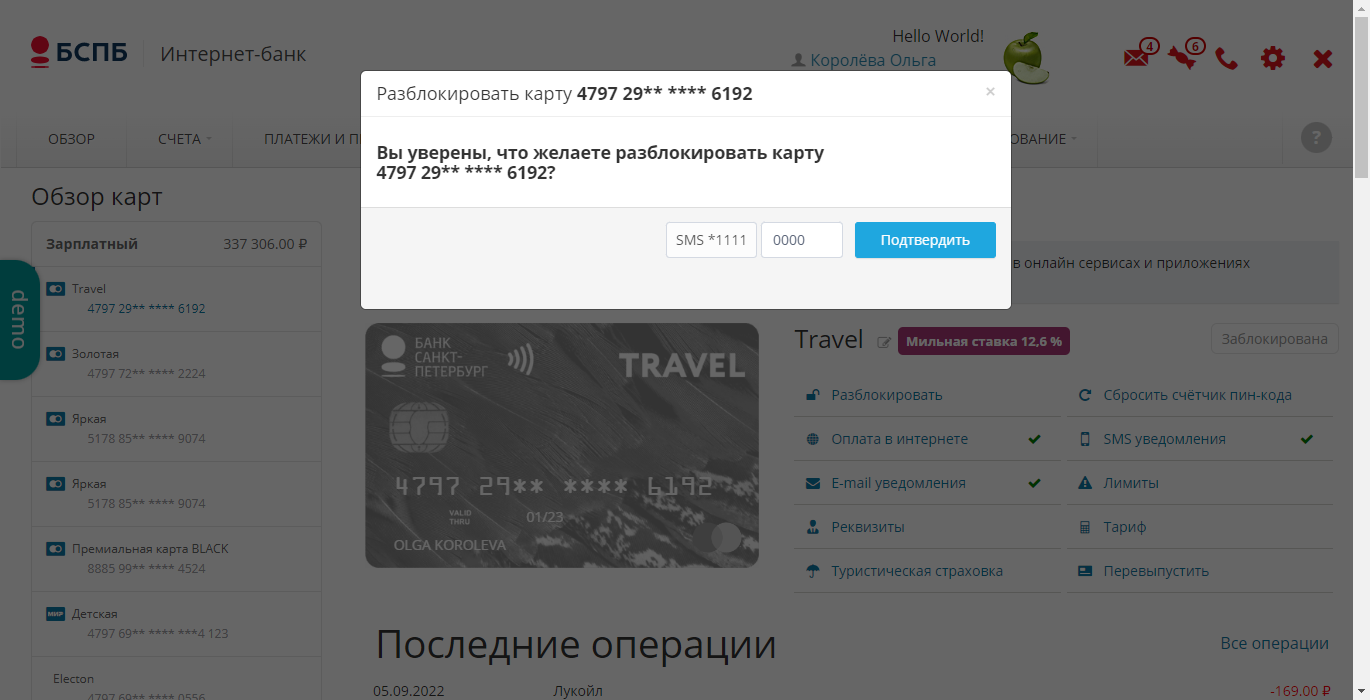 БСПБ
Интернет-банк
Hello World!
Королёва Ольга
4
6
ОБЗОР
СЧЕТА
ПЛАТЕЖИ И П
ОВАНИЕ
?
Разблокировать карту 4797 29** **** 6192
×
Вы уверены, что желаете разблокировать карту
4797 29** **** 6192?
SMS *1111
0000
Подтвердить
demo
Обзор карт
Зарплатный
337 306.00 ₽
Travel
4797 29** **** 6192
Золотая
4797 72** **** 2224
Яркая
5178 85** **** 9074
Яркая
5178 85** **** 9074
Премиальная карта BLACK
8885 99** **** 4524
МИР
Детская
4797 69** **** ***4 123
Electon
4797 69** **** 0556
в онлайн сервисах и приложениях
БАНК
САНКТ-
ПЕТЕРБУРГ
TRAVEL
4797 29** **** 6192
VALID
THRU
01/23
OLGA KOROLEVA
Travel
Мильная ставка 12,6 %
Заблокирована
Разблокировать
Сбросить счётчик пин-кода
Оплата в интернете
SMS уведомления
E-mail уведомления
Лимиты
Реквизиты
Тариф
Туристическая страховка
Перевыпустить
Последние операции
Все операции
05.09.2022
Лукойл
-169.00 ₽